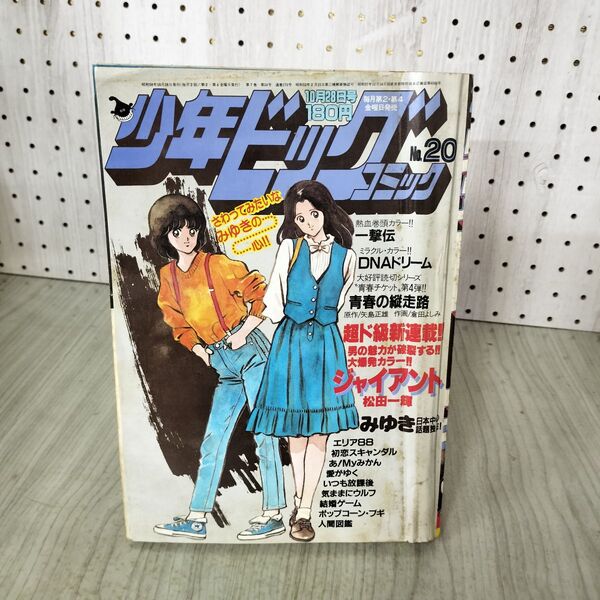 10月28日号
180円
毎月第2・第4
金曜日発売
少年ビッグコミック
No.20
さわってみたいな
みゆきの…
…心!!
熱血巻頭カラー!!
一撃伝
ミラクル・カラー!!
DNAドリーム
大好評読切シリーズ
"青春チケット"第4弾!!
青春の縦走路
原作/矢島正雄 作画/倉田よしみ
超ド級新連載!!
男の魅力が破裂する!!
大爆発カラー!!
ジャイアント
松田一輝
みゆき
日本中の
エリア88
初恋スキャンダル
あ!Myみかん
愛がゆく
いつも放課後
気ままにウルフ
結婚ゲーム
ポップコーン・ブギ
人間図鑑